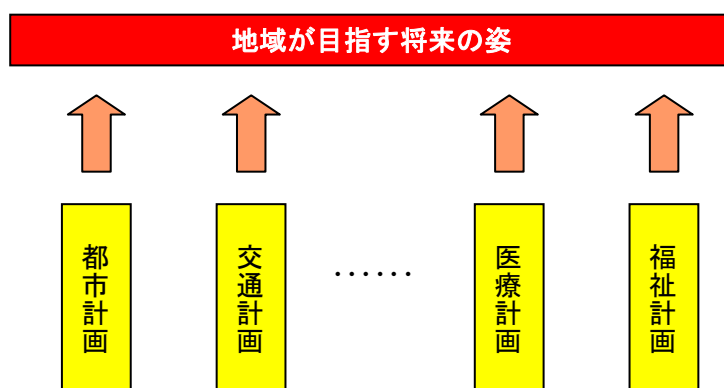 地域が目指す将来の姿
都市計画
交通計画
......
医療計画
福祉計画